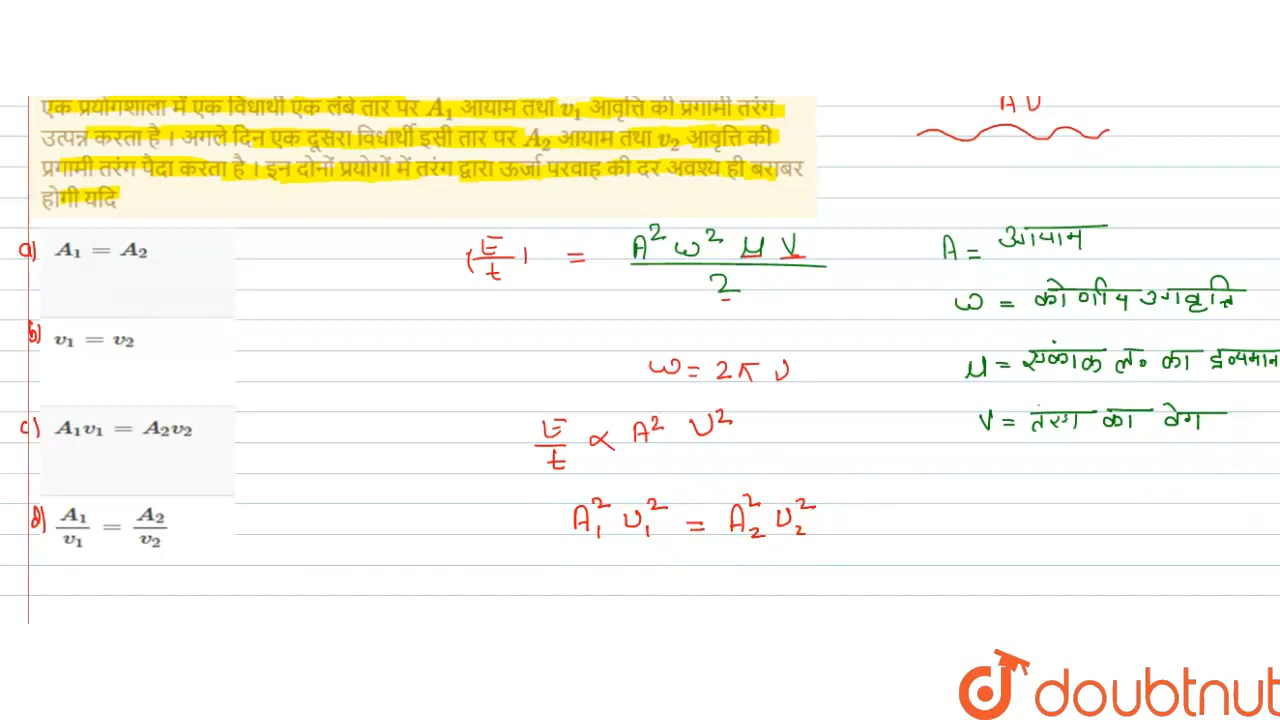 एक प्रयोगशाला में एक विधार्थी एक लंबे तार पर A₁ आयाम तथा v₁ आवृत्ति की प्रगामी तरंग
उत्पन्न करता है । अगले दिन एक दूसरा विधार्थी इसी तार पर A₂ आयाम तथा v₂ आवृत्ति की
प्रगामी तरंग पैदा करता है । इन दोनों प्रयोगों में तरंग द्वारा ऊर्जा परवाह की दर अवश्य ही बराबर
होगी यदि
A υ
a) A₁ = A₂
(E/t) = A² ω² μ V / 2
A = आयाम
ω = कोणीय आवृत्ति
b) v₁ = v₂
ω = 2π υ
μ = एकांक ल० का द्रव्यमान
V = तरंग का वेग
c) A₁v₁ = A₂v₂
E/t ∝ A² υ²
d) A₁/v₁ = A₂/v₂
A₁² υ₁² = A₂² υ₂²
doubtnut